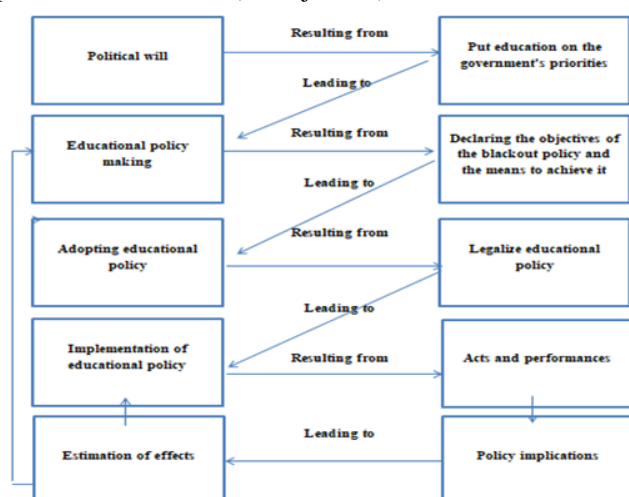 Resulting from
Political will
Put education on the
government's priorities
Leading to
Educational policy
making
Resulting from
Declaring the objectives of
the blackout policy and
the means to achieve it
Leading to
Adopting educational
policy
Resulting from
Legalize educational
policy
Leading to
Implementation of
educational policy
Resulting from
Acts and performances
Leading to
Estimation of effects
Policy implications